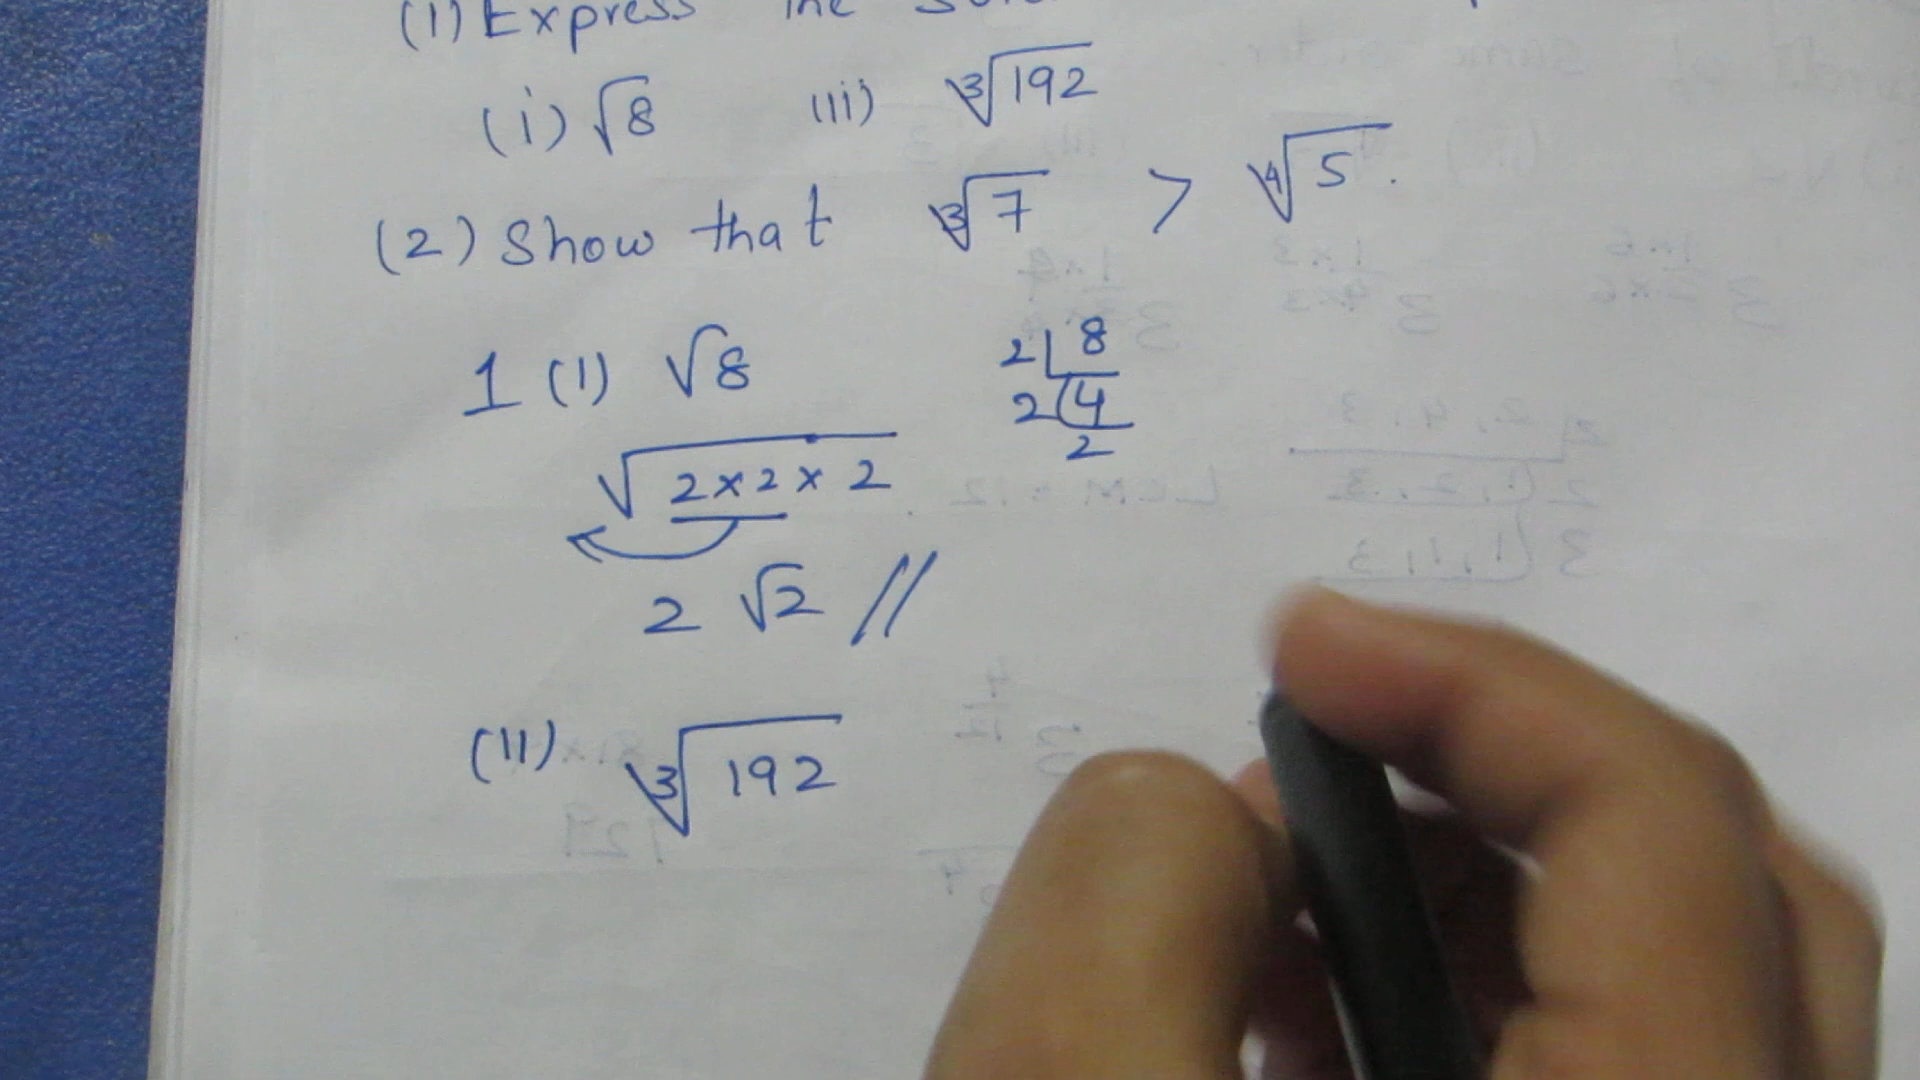 (1) Express the
(i) √8 (ii) ∛192
(2) Show that ∛7 > ∜5.
1 (i) √8
2 | 8
2 | 4
2
√2×2×2
2 √2 //
(ii) ∛192